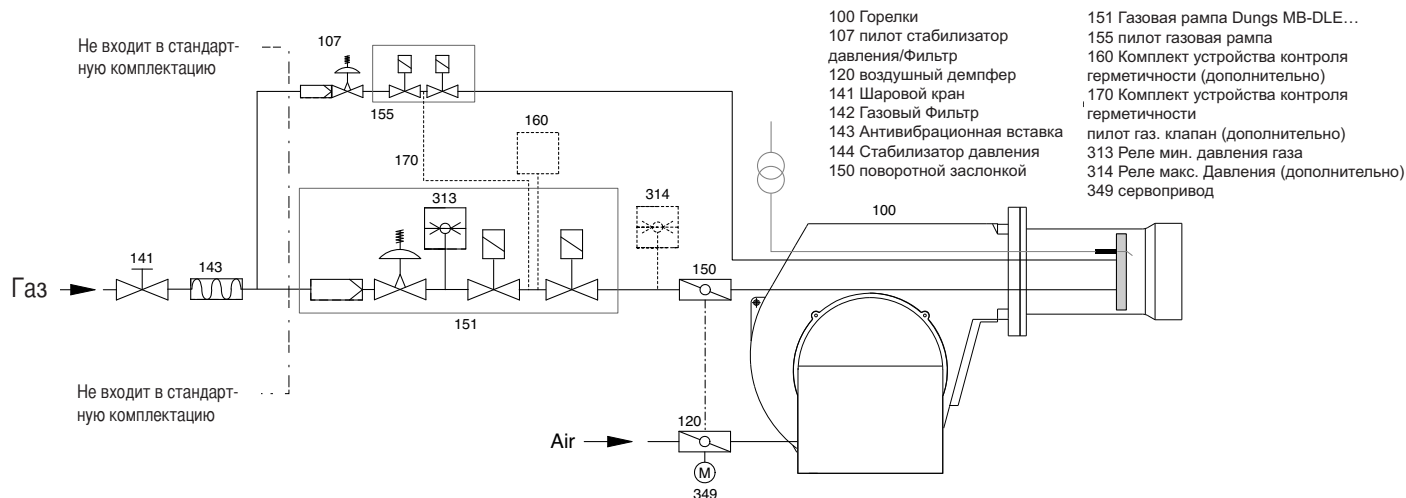 Не входит в стандарт-
ную комплектацию
107
155
160
170
313
314
100
141
143
Газ
151
150
Не входит в стандарт-
ную комплектацию
120
Air
M
349
100 Горелки
107 пилот стабилизатор
давления/Фильтр
120 воздушный демпфер
141 Шаровой кран
142 Газовый Фильтр
143 Антивибрационная вставка
144 Стабилизатор давления
150 поворотной заслонкой
151 Газовая рампа Dungs MB-DLE…
155 пилот газовая рампа
160 Комплект устройства контроля
герметичности (дополнительно)
170 Комплект устройства контроля
герметичности
пилот газ. клапан (дополнительно)
313 Реле мин. давления газа
314 Реле макс. Давления (дополнительно)
349 сервопривод